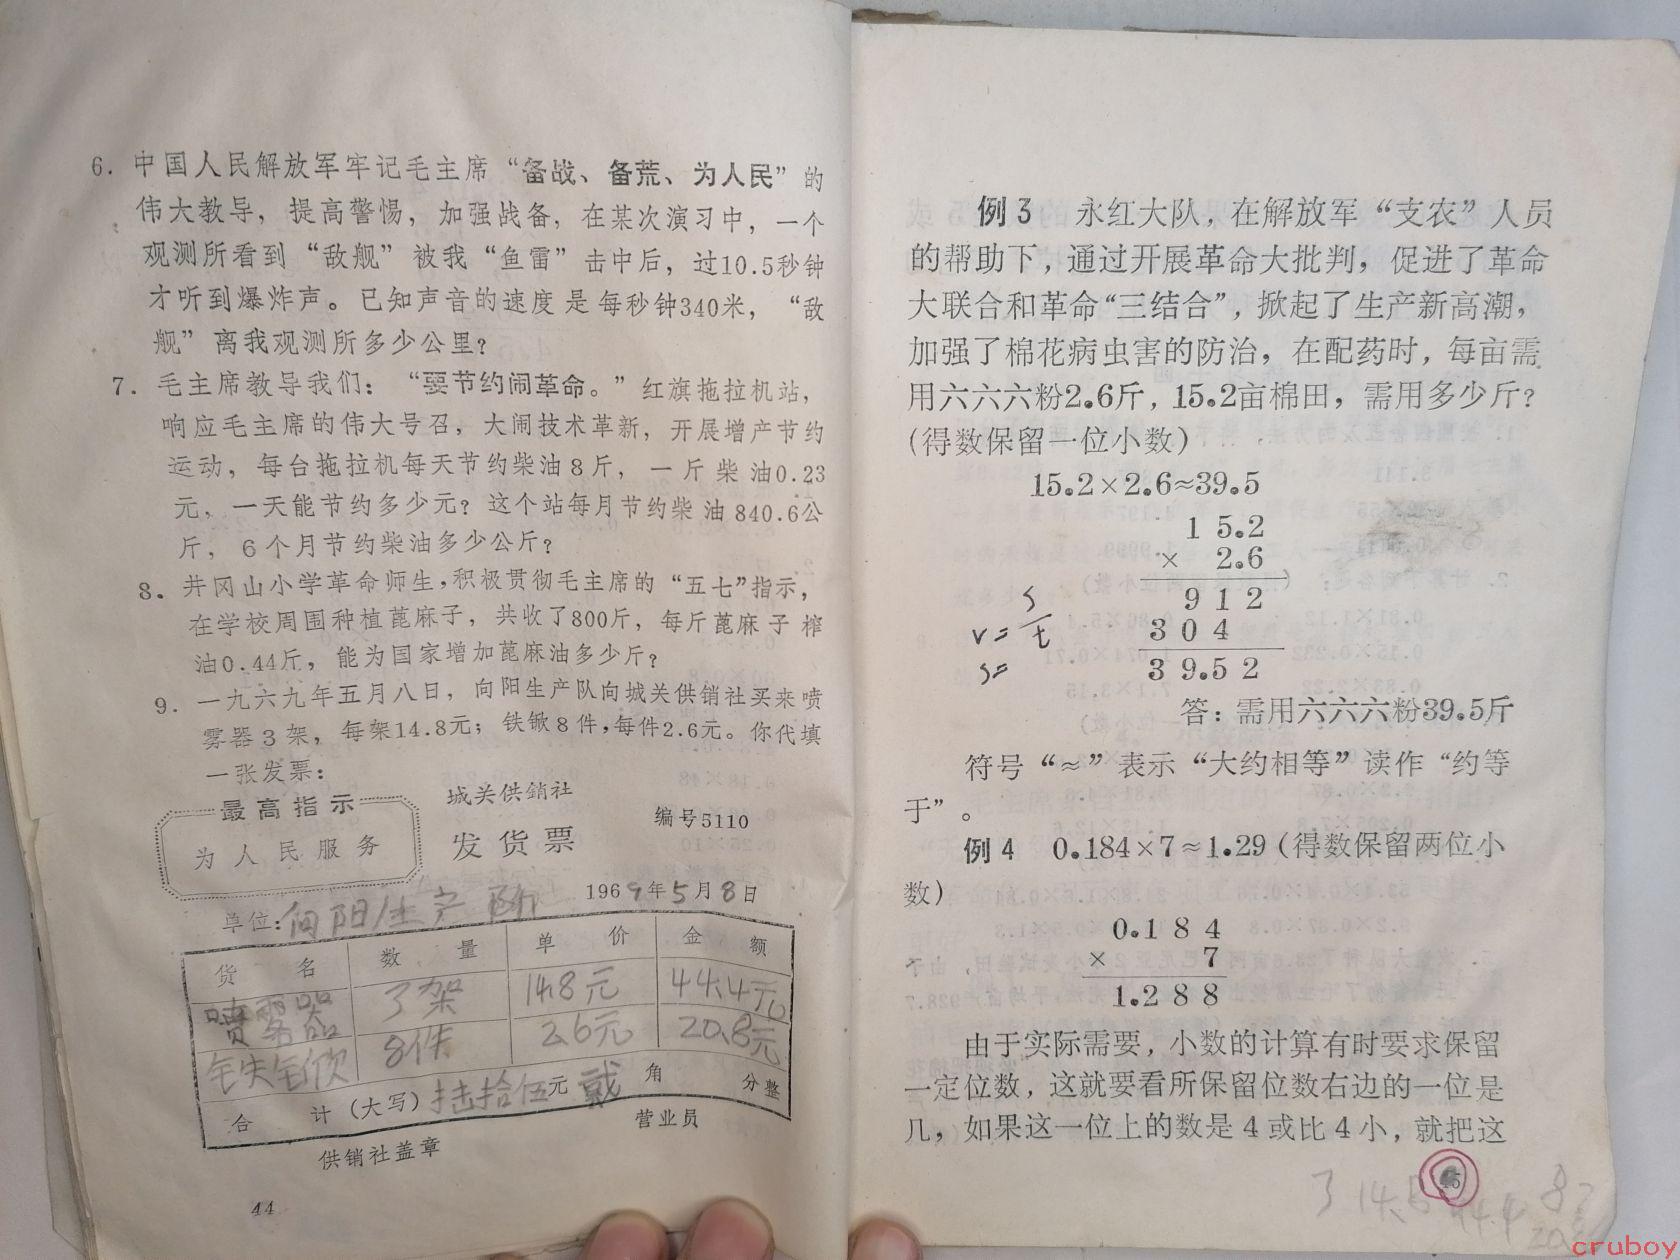 6. 中国人民解放军牢记毛主席“备战、备荒、为人民”的
伟大教导，提高警惕，加强战备，在某次演习中，一个
观测所看到“敌舰”被我“鱼雷”击中后，过10.5秒钟
才听到爆炸声。已知声音的速度是每秒钟340米，“敌
舰”离我观测所多少公里？
7. 毛主席教导我们：“要节约闹革命。”红旗拖拉机站，
响应毛主席的伟大号召，大闹技术革新，开展增产节约
运动，每台拖拉机每天节约柴油8斤，一斤柴油0.23
元，一天能节约多少元？这个站每月节约柴油840.6公
斤，6个月节约柴油多少公斤？
8. 井冈山小学革命师生，积极贯彻毛主席的“五七”指示，
在学校周围种植蓖麻子，共收了800斤，每斤蓖麻子榨
油0.44斤，能为国家增加蓖麻油多少斤？
9. 一九六九年五月八日，向阳生产队向城关供销社买来喷
雾器3架，每架14.8元；铁锨8件，每件2.6元。你代填
一张发票：
最高指示
为人民服务
城关供销社
发货票
编号5110
1969年5月8日
单位：向阳生产队
货名 数量 单价 金额
喷雾器 3架 14.8元 44.4元
8件 2.6元 20.8元
合计（大写） 拾伍元 角 分整
供销社盖章
营业员
44
例3 永红大队，在解放军“支农”人员
的帮助下，通过开展革命大批判，促进了革命
大联合和革命“三结合”，掀起了生产新高潮，
加强了棉花病虫害的防治，在配药时，每亩需
用六六六粉2.6斤，15.2亩棉田，需用多少斤？
（得数保留一位小数）
15.2×2.6≈39.5
15.2
× 2.6
912
304
39.52
v=s/t
s=
答：需用六六六粉39.5斤
符号“≈”表示“大约相等”读作“约等
于”。
例4 0.184×7≈1.29（得数保留两位小
数）
0.184
× 7
1.288
由于实际需要，小数的计算有时要求保留
一定位数，这就要看所保留位数右边的一位是
几，如果这一位上的数是4或比4小，就把这
45
cruboy